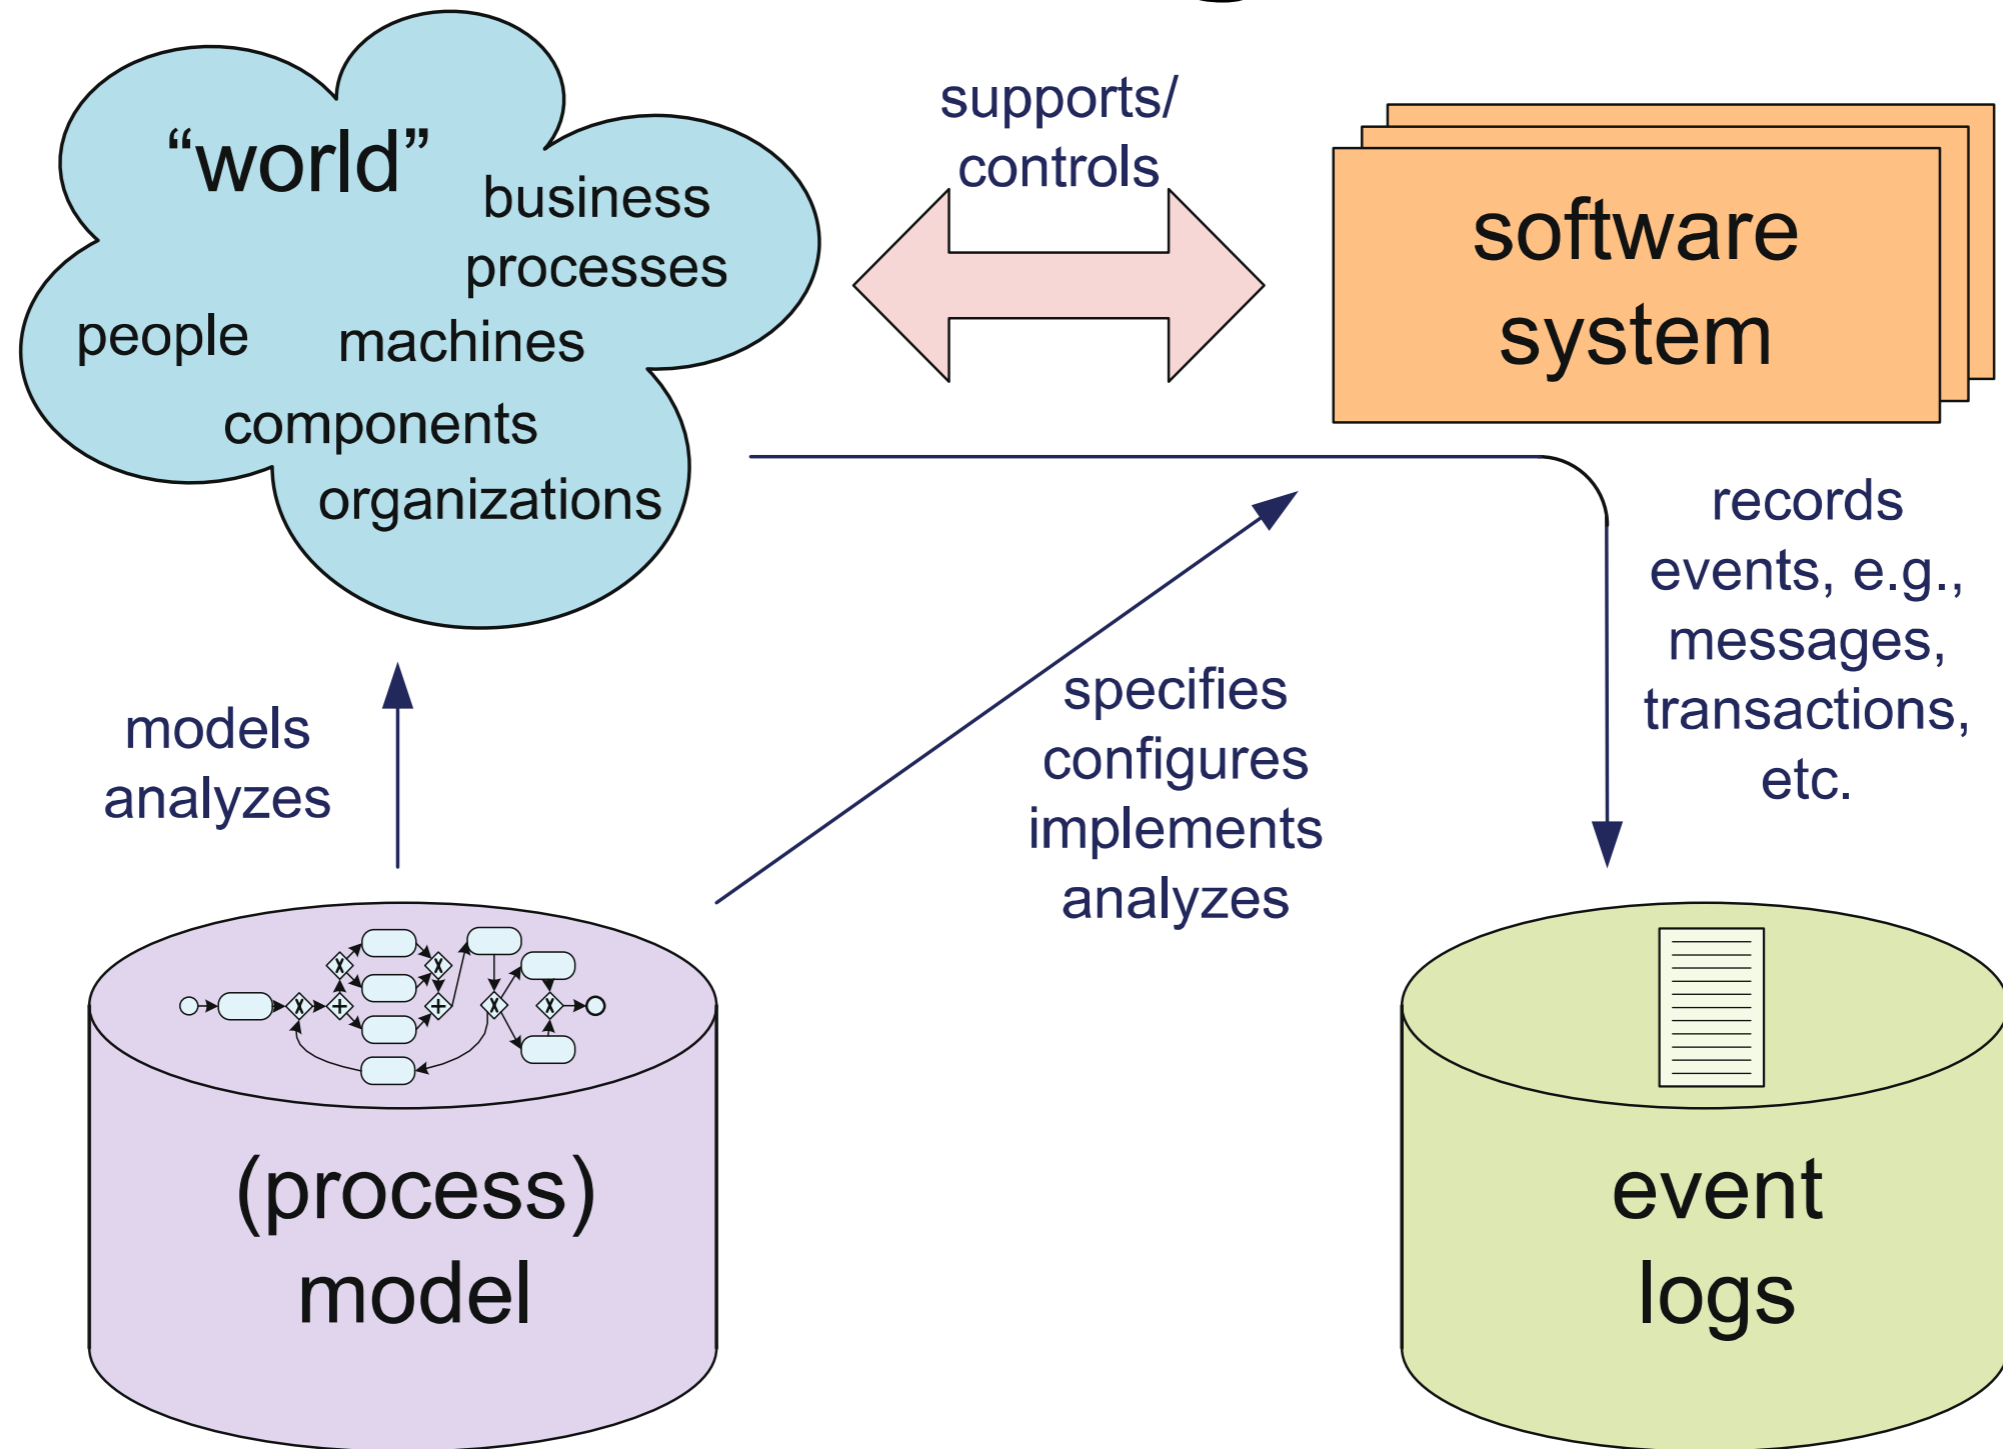 “world”
business
processes
people
machines
components
organizations
supports/
controls
software
system
records
events, e.g.,
messages,
transactions,
etc.
models
analyzes
specifies
configures
implements
analyzes
(process)
model
event
logs